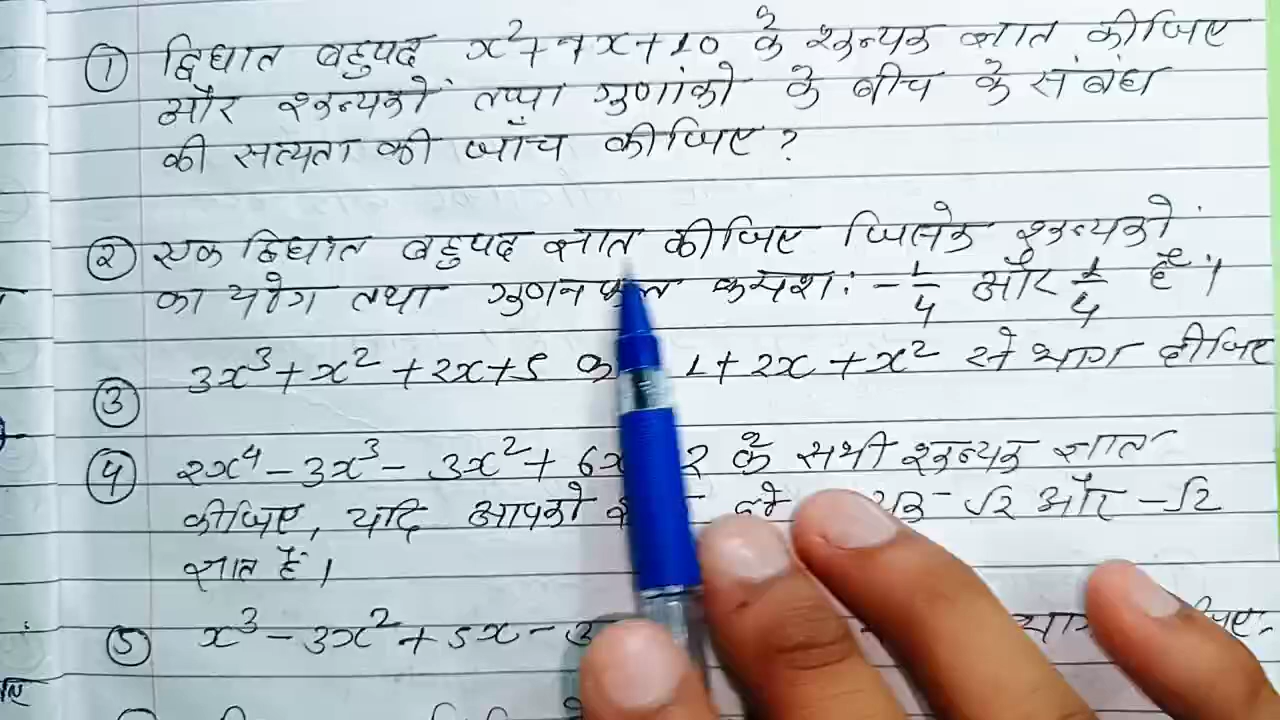 ① द्विघात बहुपद x²+7x+10 के शून्यक ज्ञात कीजिए
और शून्यकों तथा गुणांको के बीच के संबंध
की सत्यता की जाँच कीजिए?
② एक द्विघात बहुपद ज्ञात कीजिए जिसके शून्यको
का योग तथा गुणनफल क्रमश: -1/4 और 1/4 है।
③ 3x³+x²+2x+5 1+2x+x² से भाग दीजिए
④ 2x⁴-3x³-3x²+6x 2 के सभी शून्यक ज्ञात
कीजिए, यदि आपको √2 और -√2
ज्ञात हैं।
⑤ x³-3x²+5x-3